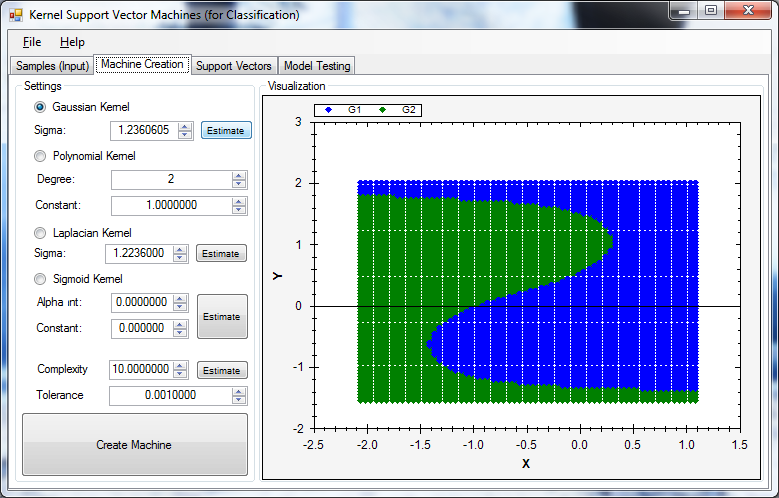 Kernel Support Vector Machines (for Classification)
File Help
Samples (Input) Machine Creation Support Vectors Model Testing
Settings
Gaussian Kernel
Sigma: 1.2360605 Estimate
Polynomial Kernel
Degree: 2
Constant: 1.0000000
Laplacian Kernel
Sigma: 1.2236000 Estimate
Sigmoid Kernel
Alpha int: 0.0000000
Estimate
Constant: 0.000000
Complexity 10.0000000 Estimate
Tolerance 0.0010000
Create Machine
Visualization
G1 G2
3
2
1
0
-1
-2
Y
-2.5 -2.0 -1.5 -1.0 -0.5 0.0 0.5 1.0 1.5
X